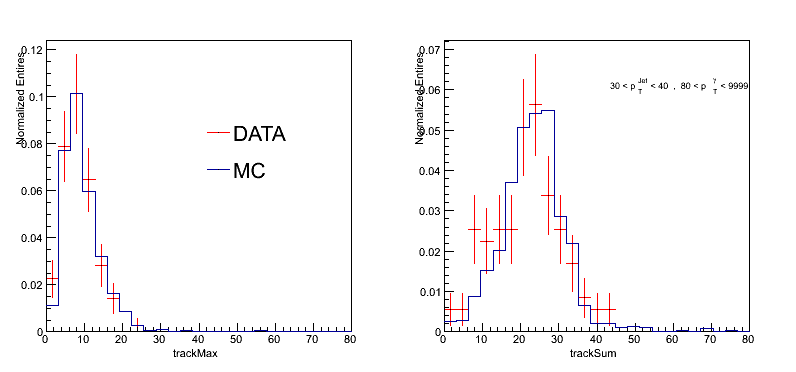 Normalized Entires
0.12
0.1
0.08
0.06
0.04
0.02
0
0 10 20 30 40 50 60 70 80
trackMax
DATA
MC
Normalized Entires
0.07
0.06
0.05
0.04
0.03
0.02
0.01
0
0 10 20 30 40 50 60 70 80
trackSum
30 < p T Jet < 40 , 80 < p T γ < 9999